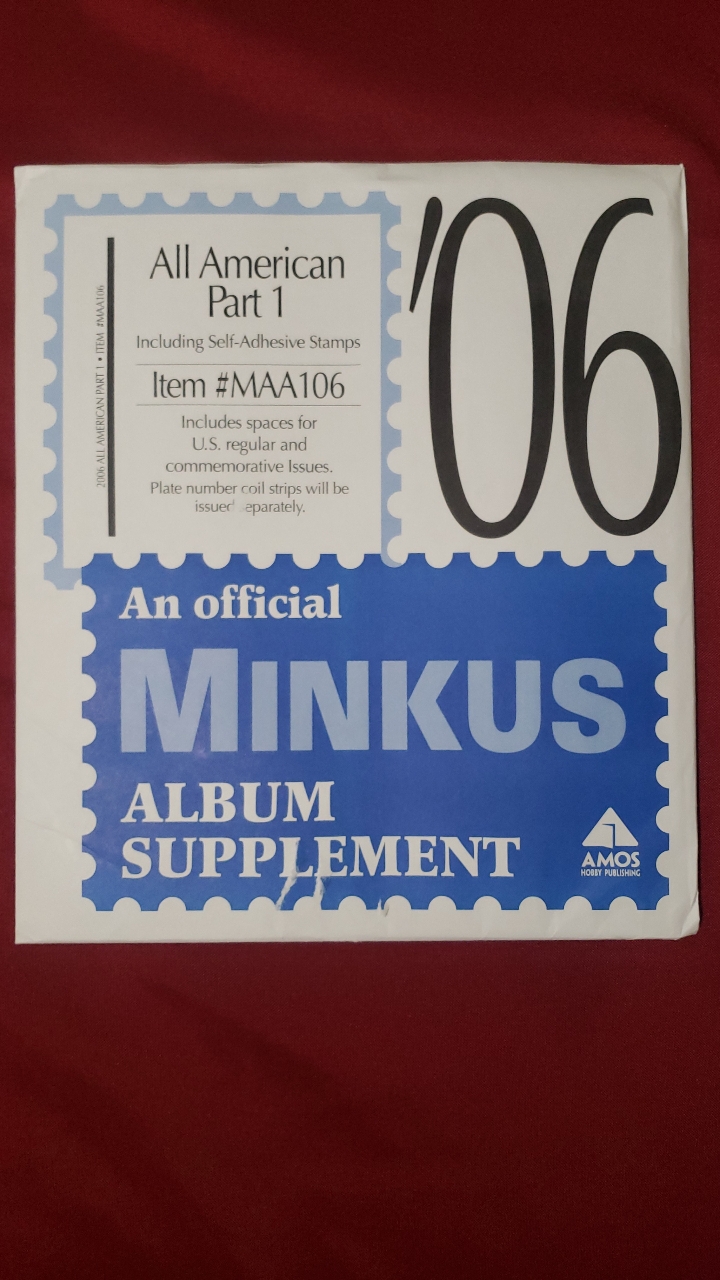 2006 ALL AMERICAN PART 1 • ITEM #MAA106
All American
Part 1
Including Self-Adhesive Stamps
Item #MAA106
Includes spaces for
U.S. regular and
commemorative Issues.
Plate number coil strips will be
issued eparately.
'06
An official
MINKUS
ALBUM
SUPPLEMENT
AMOS
HOBBY PUBLISHING